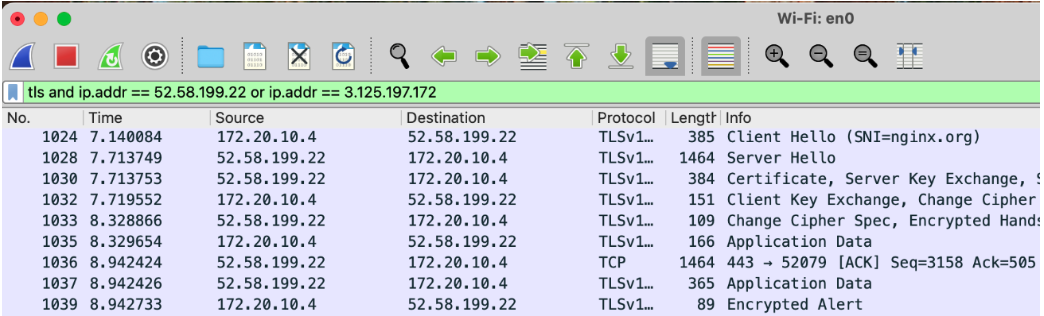 Wi-Fi: en0
tls and ip.addr == 52.58.199.22 or ip.addr == 3.125.197.172
No. Time Source Destination Protocol Length Info
1024 7.140084 172.20.10.4 52.58.199.22 TLSv1… 385 Client Hello (SNI=nginx.org)
1028 7.713749 52.58.199.22 172.20.10.4 TLSv1… 1464 Server Hello
1030 7.713753 52.58.199.22 172.20.10.4 TLSv1… 384 Certificate, Server Key Exchange, S
1032 7.719552 172.20.10.4 52.58.199.22 TLSv1… 151 Client Key Exchange, Change Cipher
1033 8.328866 52.58.199.22 172.20.10.4 TLSv1… 109 Change Cipher Spec, Encrypted Hands
1035 8.329654 172.20.10.4 52.58.199.22 TLSv1… 166 Application Data
1036 8.942424 52.58.199.22 172.20.10.4 TCP 1464 443 → 52079 [ACK] Seq=3158 Ack=505
1037 8.942426 52.58.199.22 172.20.10.4 TLSv1… 365 Application Data
1039 8.942733 172.20.10.4 52.58.199.22 TLSv1… 89 Encrypted Alert